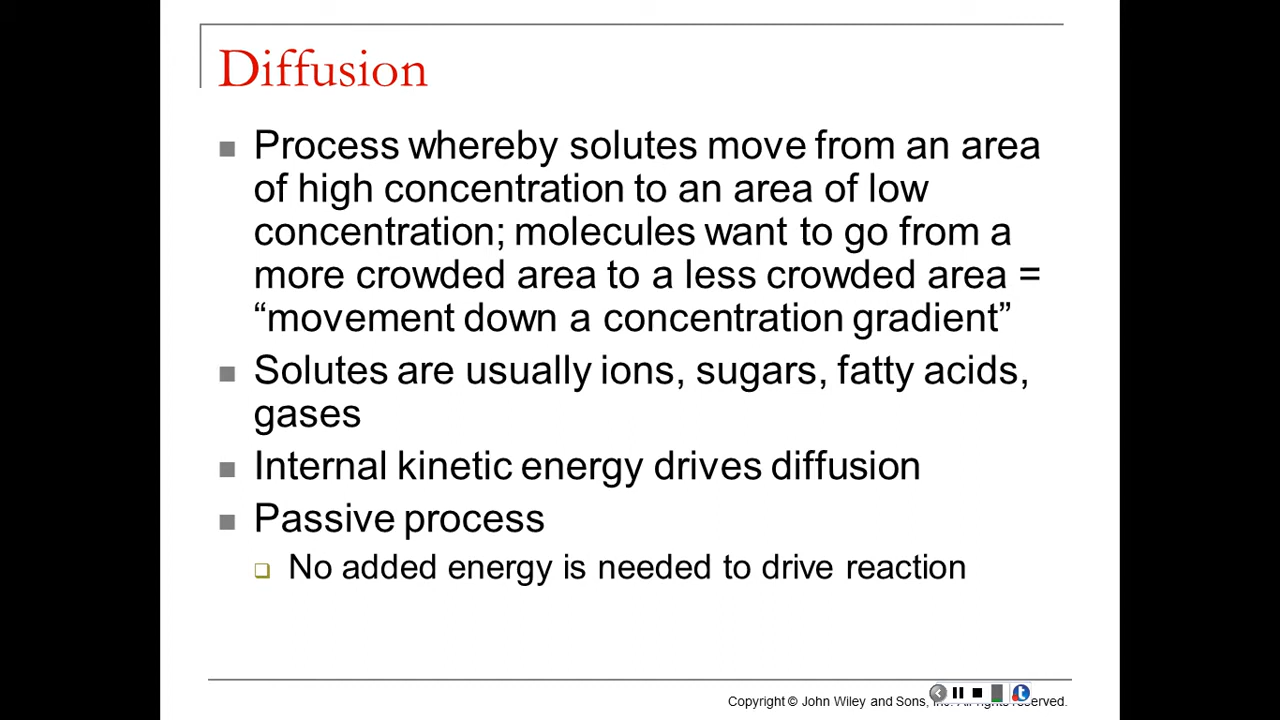 Diffusion
Process whereby solutes move from an area
of high concentration to an area of low
concentration; molecules want to go from a
more crowded area to a less crowded area =
“movement down a concentration gradient”
Solutes are usually ions, sugars, fatty acids,
gases
Internal kinetic energy drives diffusion
Passive process
No added energy is needed to drive reaction
Copyright © John Wiley and Sons, reserved.